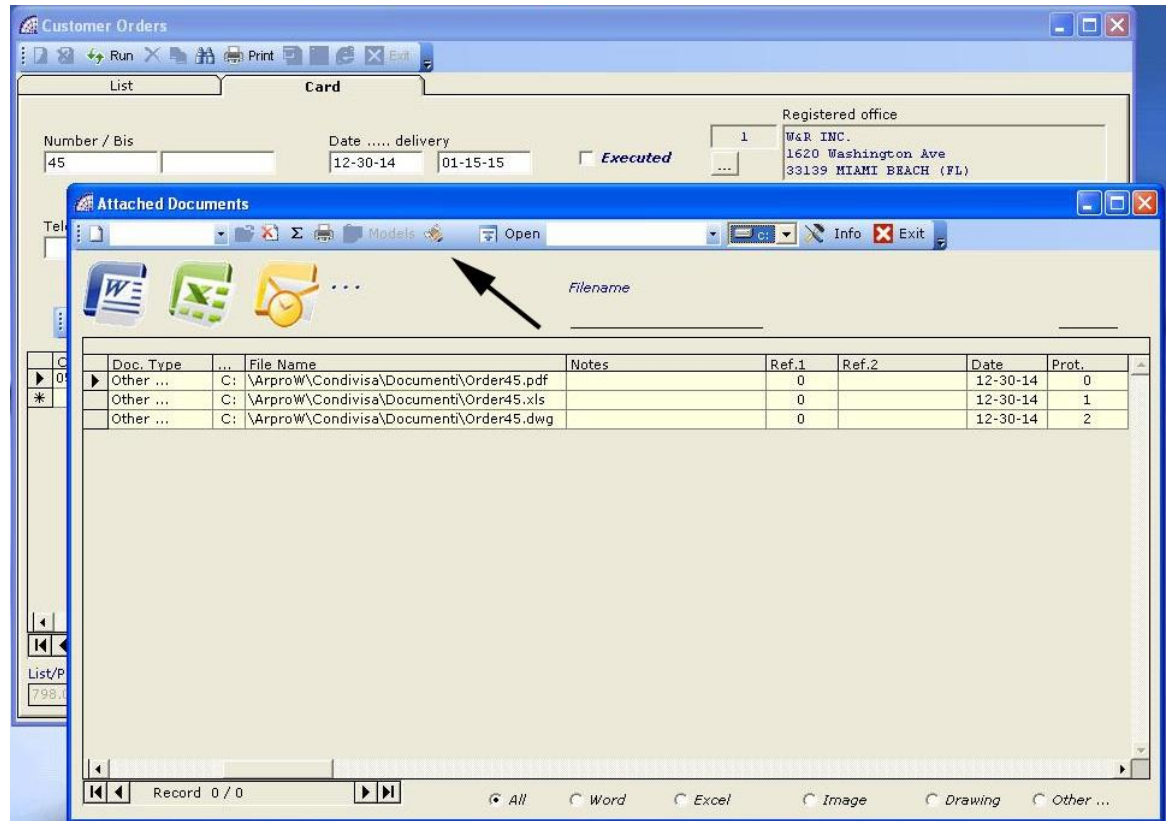 Customer Orders
Run Print Exit
List Card
Registered office
Number / Bis Date ..... delivery 1 W&R INC.
45 12-30-14 01-15-15 Executed ... 1620 Washington Ave
33139 MIAMI BEACH (FL)
Attached Documents
Tele
Σ Models Open c: Info Exit
W X ... Filename
Doc. Type ... File Name Notes Ref.1 Ref.2 Date Prot.
Other ... C: \ArproW\Condivisa\Documenti\Order45.pdf 0 12-30-14 0
Other ... C: \ArproW\Condivisa\Documenti\Order45.xls 0 12-30-14 1
Other ... C: \ArproW\Condivisa\Documenti\Order45.dwg 0 12-30-14 2
List/P
798.0
Record 0 / 0 All Word Excel Image Drawing Other ...